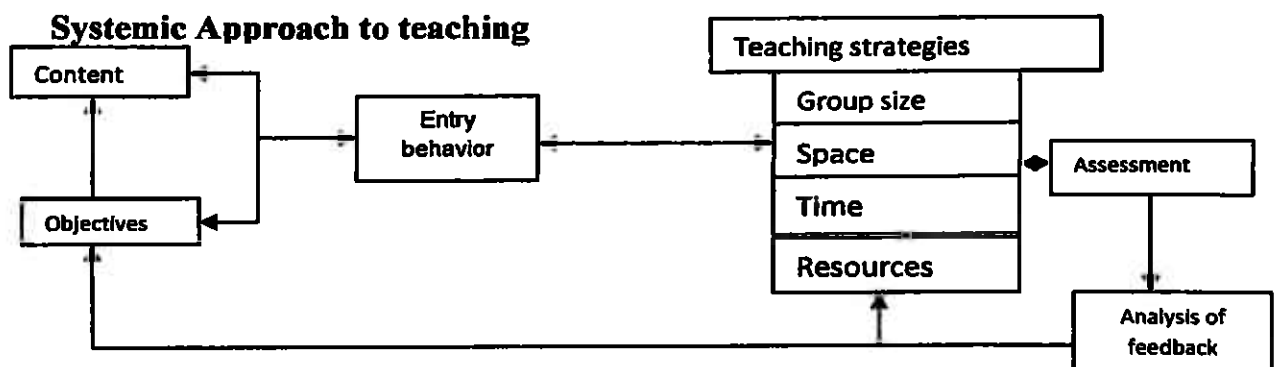 Systemic Approach to teaching
Content
Objectives
Entry
behavior
Teaching strategies
Group size
Space
Time
Resources
Assessment
Analysis of
feedback